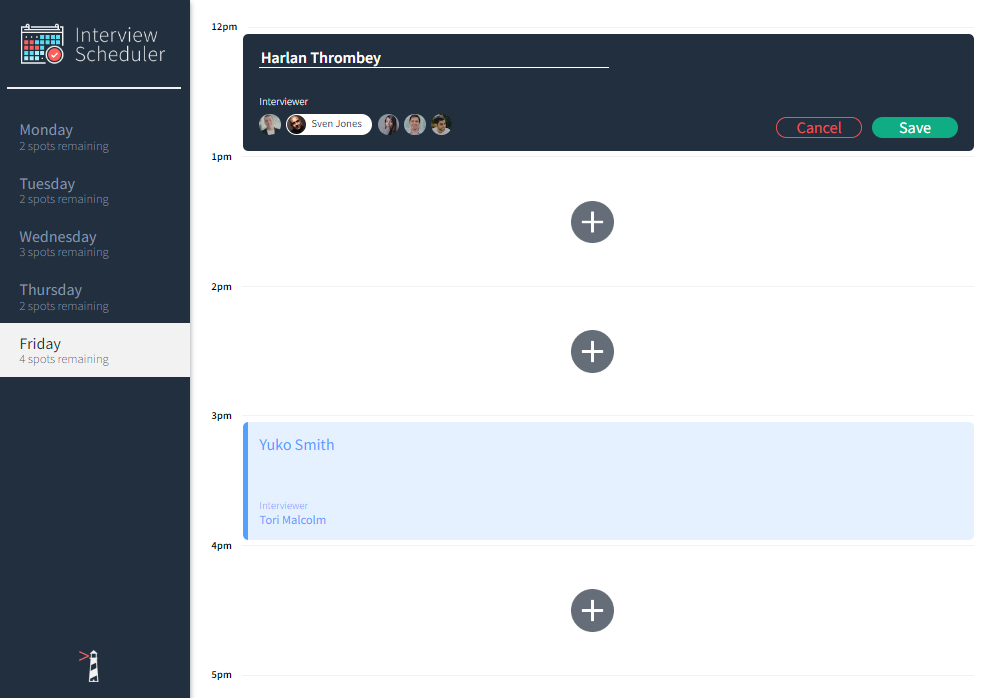 Interview
Scheduler
Monday
2 spots remaining
Tuesday
2 spots remaining
Wednesday
3 spots remaining
Thursday
2 spots remaining
Friday
4 spots remaining
12pm
Harlan Thrombey
Interviewer
Sven Jones
Cancel
Save
1pm
2pm
3pm
Yuko Smith
Interviewer
Tori Malcolm
4pm
5pm